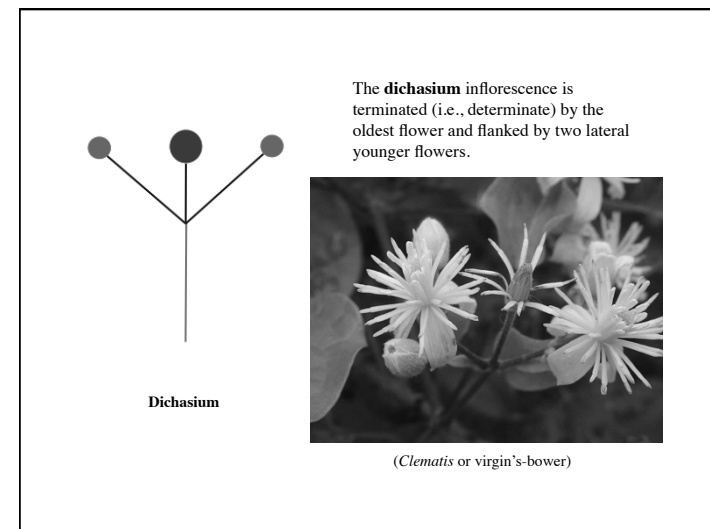 The dichasium inflorescence is
terminated (i.e., determinate) by the
oldest flower and flanked by two lateral
younger flowers.
Dichasium
(Clematis or virgin's-bower)